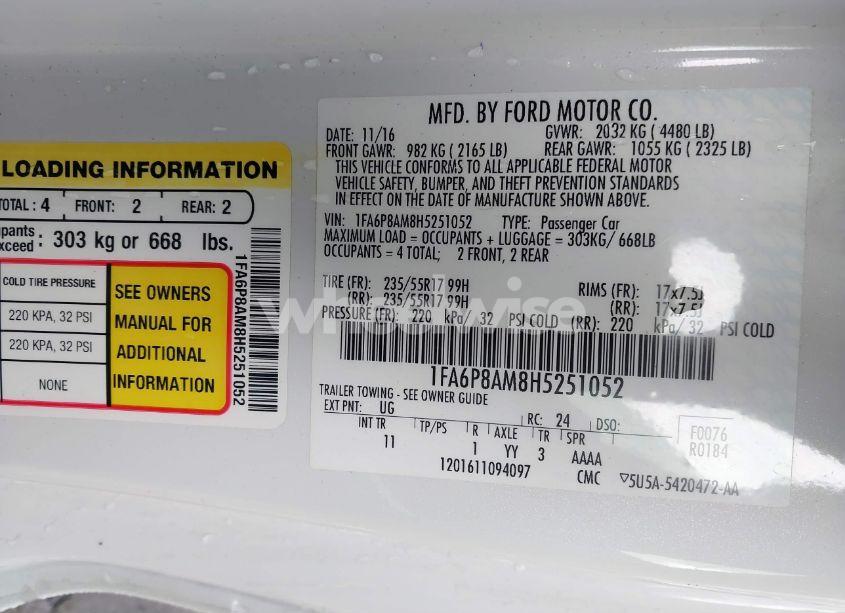 LOADING INFORMATION
TOTAL : 4 FRONT: 2 REAR: 2
pants
xceed : 303 kg or 668 lbs.
COLD TIRE PRESSURE
220 KPA, 32 PSI
220 KPA, 32 PSI
NONE
SEE OWNERS
MANUAL FOR
ADDITIONAL
INFORMATION
1FA6P8AM8H5251052
MFD. BY FORD MOTOR CO.
DATE: 11/16 GVWR: 2032 KG ( 4480 LB)
FRONT GAWR: 982 KG ( 2165 LB) REAR GAWR: 1055 KG ( 2325 LB)
THIS VEHICLE CONFORMS TO ALL APPLICABLE FEDERAL MOTOR
VEHICLE SAFETY, BUMPER, AND THEFT PREVENTION STANDARDS
IN EFFECT ON THE DATE OF MANUFACTURE SHOWN ABOVE.
VIN: 1FA6P8AM8H5251052 TYPE: Passenger Car
MAXIMUM LOAD = OCCUPANTS + LUGGAGE = 303KG/ 668LB
OCCUPANTS = 4 TOTAL; 2 FRONT, 2 REAR
TIRE (FR): 235/55R17 99H RIMS (FR): 17x7.5J
(RR): 235/55R17 99H (RR): 17x7.5J
PRESSURE (FR): 220 kPa/ 32 PSI COLD (RR): 220 kPa/ 32 PSI COLD
1FA6P8AM8H5251052
TRAILER TOWING - SEE OWNER GUIDE
EXT PNT: UG RC: 24 DSO:
INT TR TP/PS R AXLE TR SPR
11 1 YY 3 AAAA
1201611094097 CMC
F0076
R0184
5U5A-5420472-AA
wheelwise